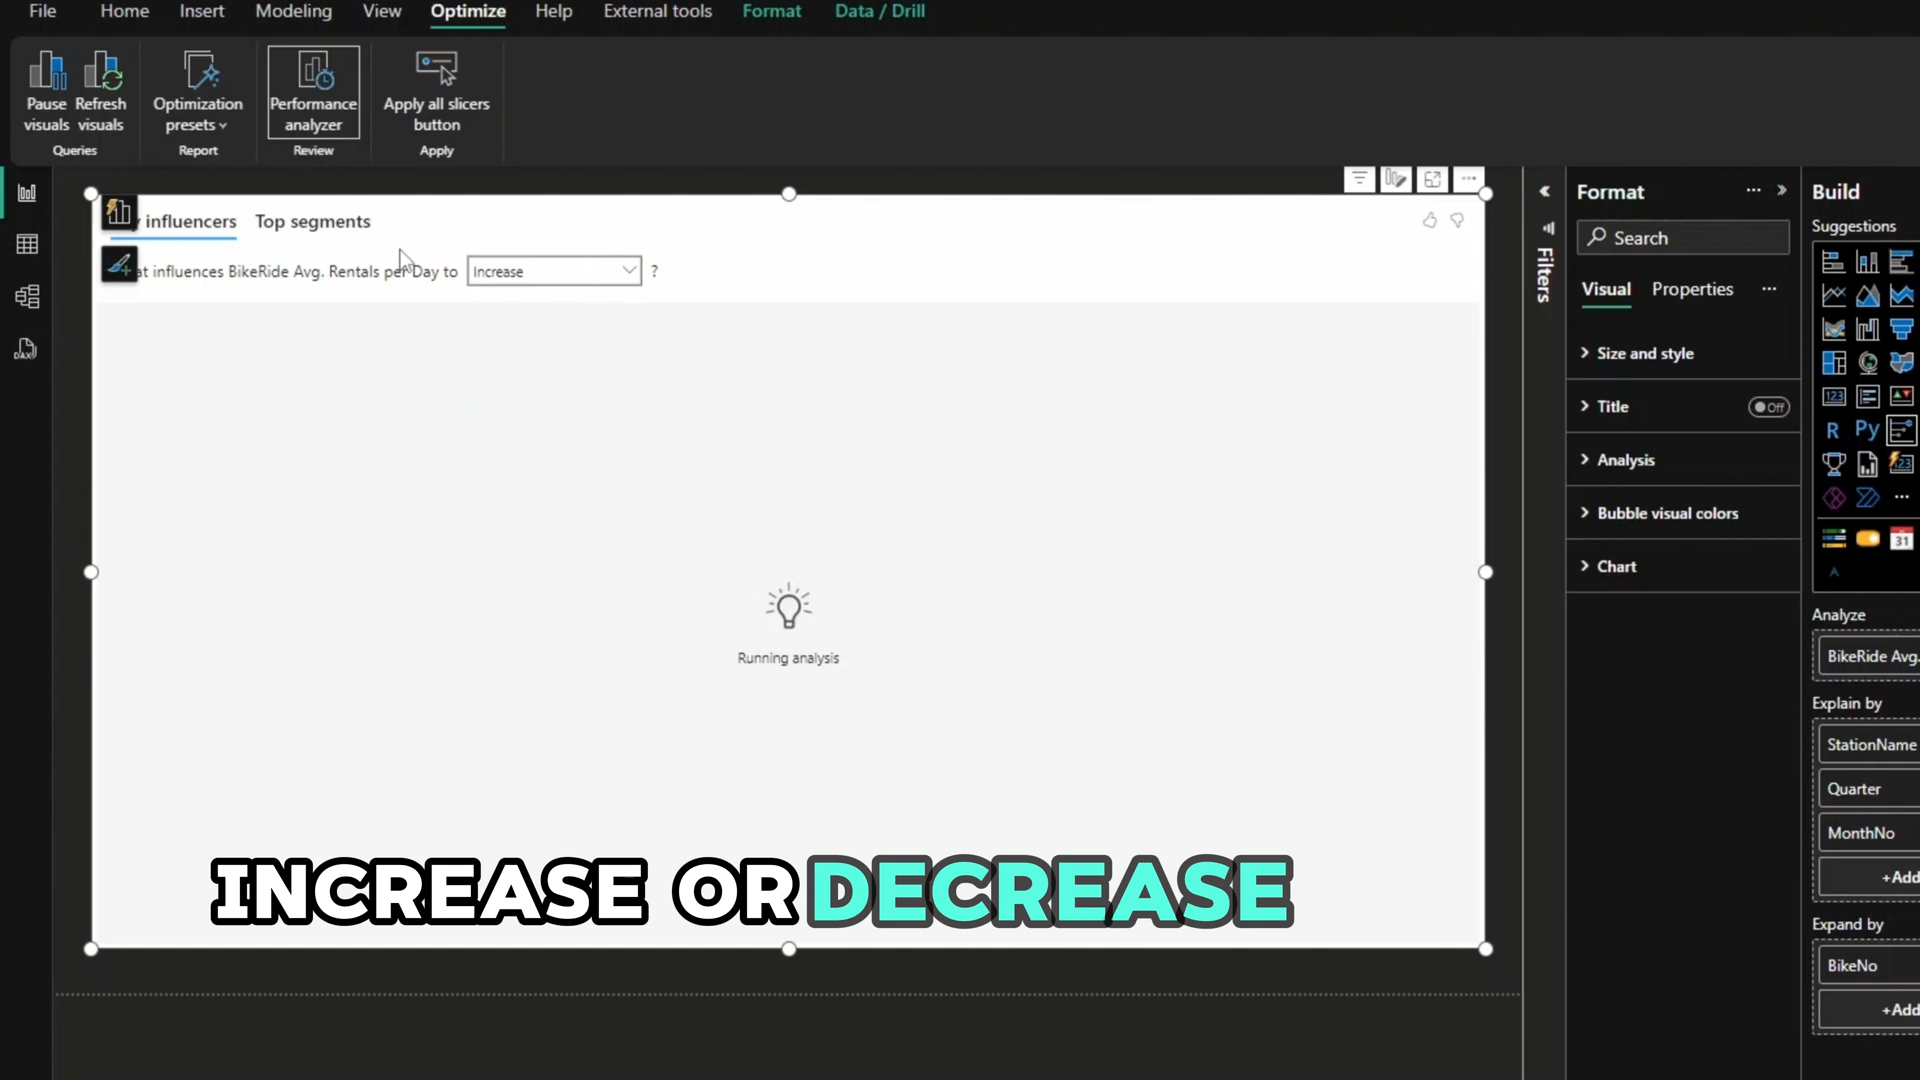 File Home Insert Modeling View Optimize Help External tools Format Data / Drill
Pause visuals
Refresh visuals
Queries
Optimization presets
Report
Performance analyzer
Review
Apply all slicers button
Apply
influencers Top segments
at influences BikeRide Avg. Rentals per Day to Increase ?
Running analysis
INCREASE OR DECREASE
Filters
Format
Search
Visual Properties
Size and style
Title Off
Analysis
Bubble visual colors
Chart
Build
Suggestions
123
R Py
123
31
Analyze
BikeRide Avg.
Explain by
StationName
Quarter
MonthNo
+Add
Expand by
BikeNo
+Add
DAX